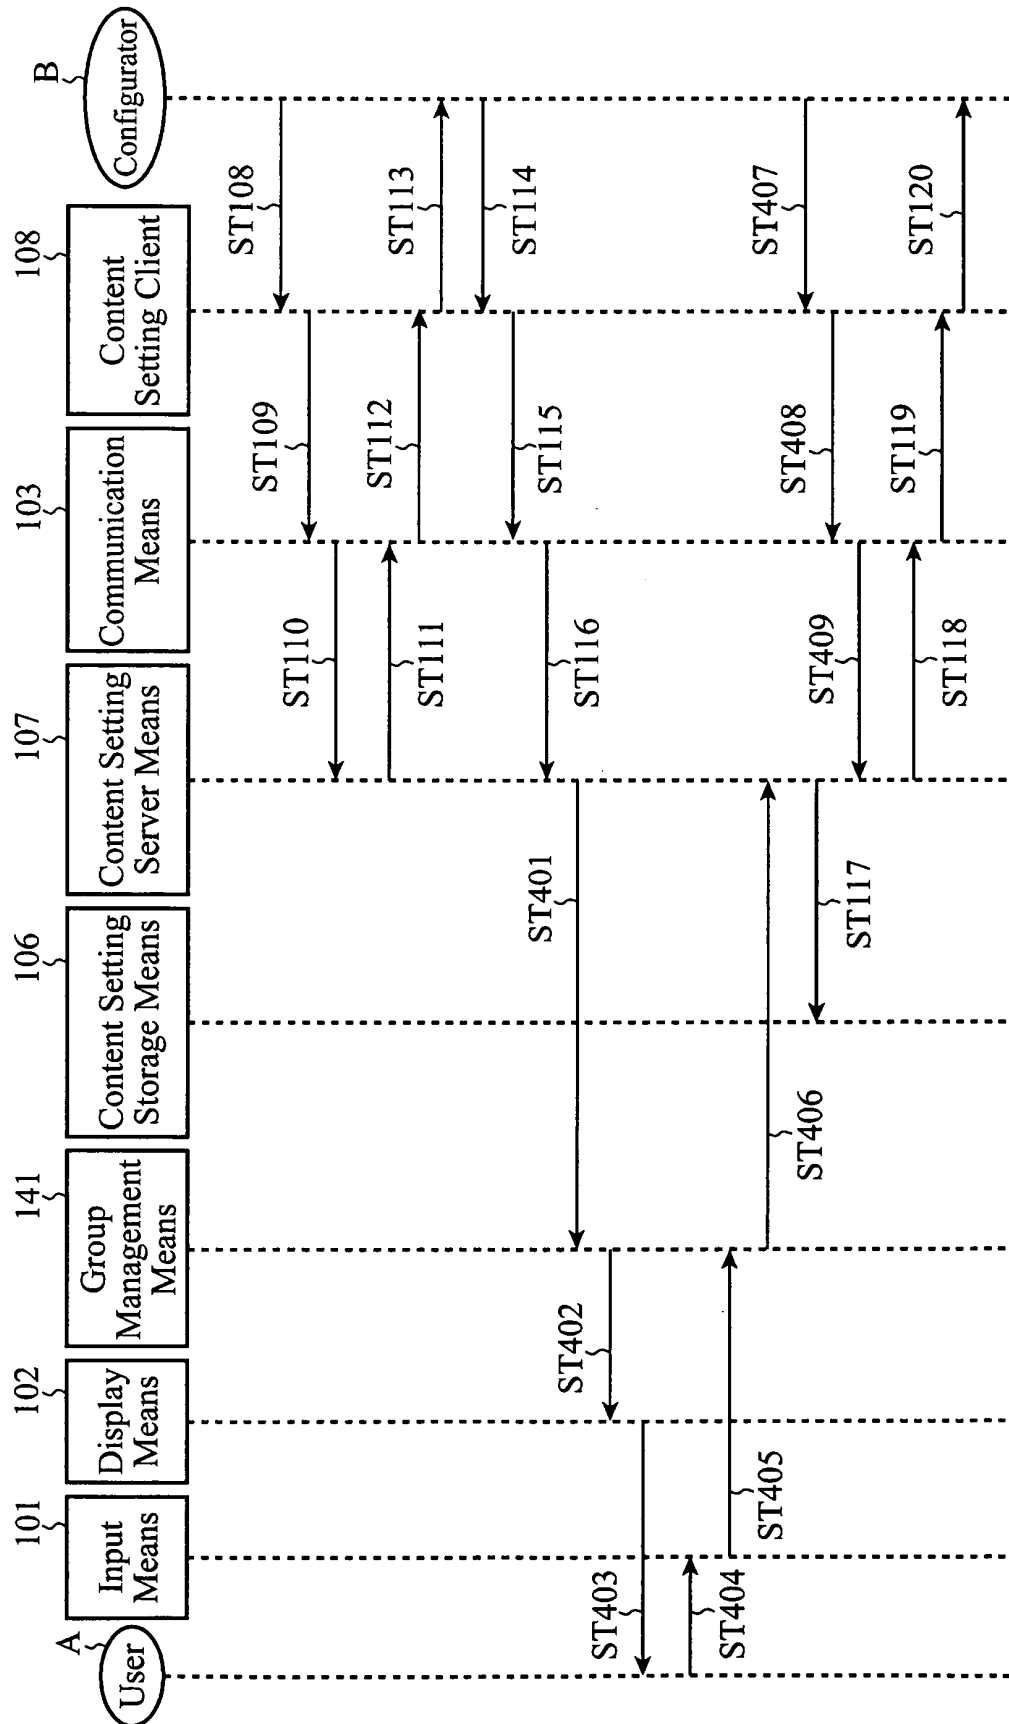 A
User
101
Input
Means
102
Display
Means
141
Group
Management
Means
106
Content Setting
Storage Means
107
Content Setting
Server Means
103
Communication
Means
108
Content
Setting Client
B
Configurator
ST108
ST109
ST110
ST111
ST112
ST113
ST114
ST115
ST116
ST401
ST402
ST403
ST404
ST405
ST406
ST407
ST117
ST408
ST409
ST118
ST119
ST120